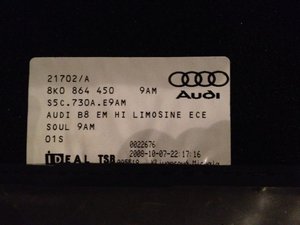 21702/A
8K0 864 450 9AM
Audi
S5C.730A.E9AM
AUDI B8 EM HI LIMOSINE ECE
SOUL 9AM
01S
0022676
IDEAL TSB
2008-10-07-22:17:16